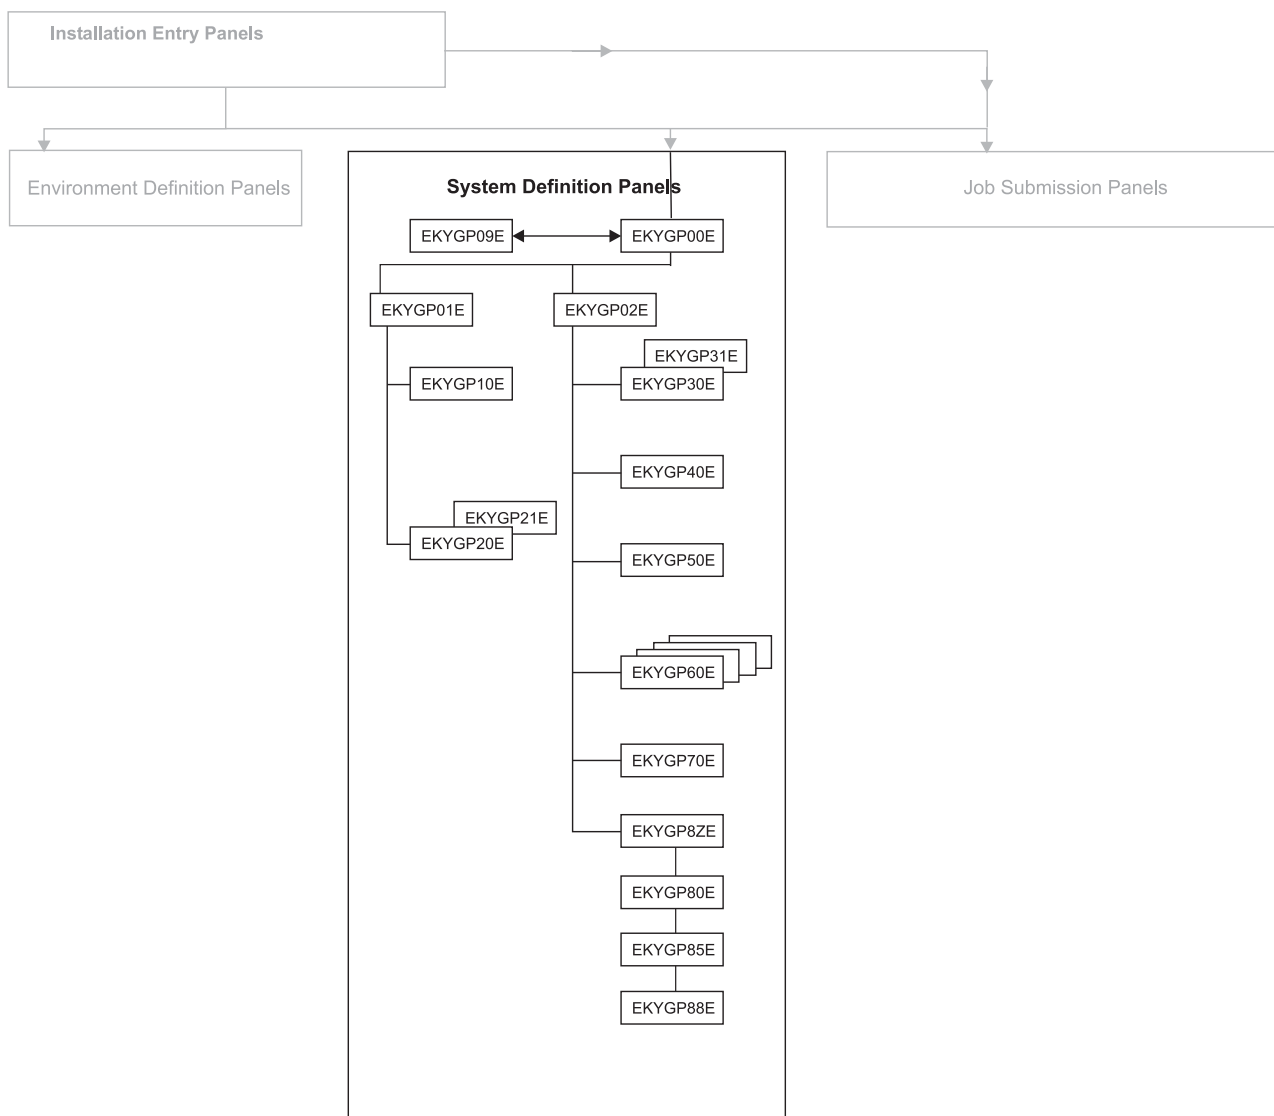 Installation Entry Panels
Environment Definition Panels
System Definition Panels
Job Submission Panels
EKYGP09E
EKYGP00E
EKYGP01E
EKYGP02E
EKYGP31E
EKYGP10E
EKYGP30E
EKYGP40E
EKYGP21E
EKYGP20E
EKYGP50E
EKYGP60E
EKYGP70E
EKYGP8ZE
EKYGP80E
EKYGP85E
EKYGP88E